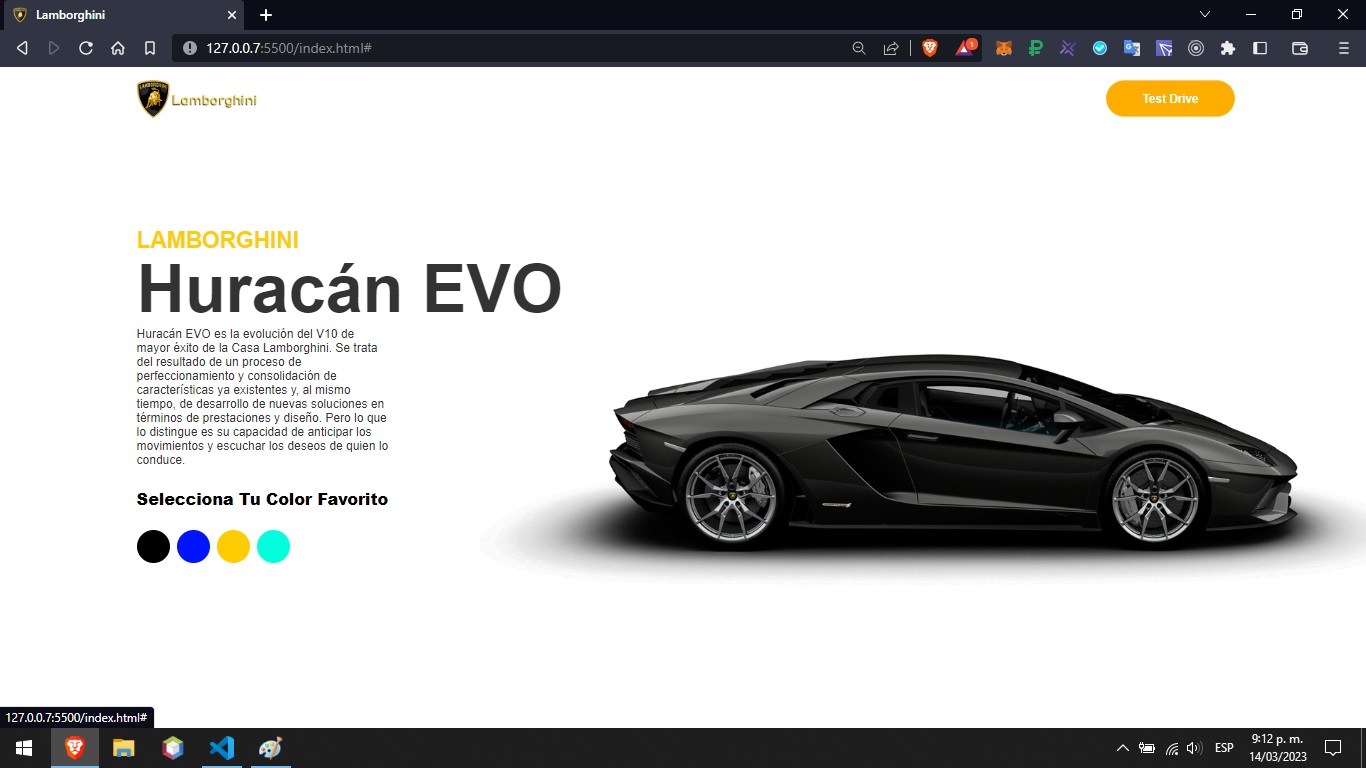 Lamborghini
127.0.0.7:5500/index.html#
1
Lamborghini
Test Drive
LAMBORGHINI
Huracán EVO
Huracán EVO es la evolución del V10 de
mayor éxito de la Casa Lamborghini. Se trata
del resultado de un proceso de
perfeccionamiento y consolidación de
características ya existentes y, al mismo
tiempo, de desarrollo de nuevas soluciones en
términos de prestaciones y diseño. Pero lo que
lo distingue es su capacidad de anticipar los
movimientos y escuchar los deseos de quien lo
conduce.
Selecciona Tu Color Favorito
127.0.0.7:5500/index.html#
ESP
9:12 p. m.
14/03/2023